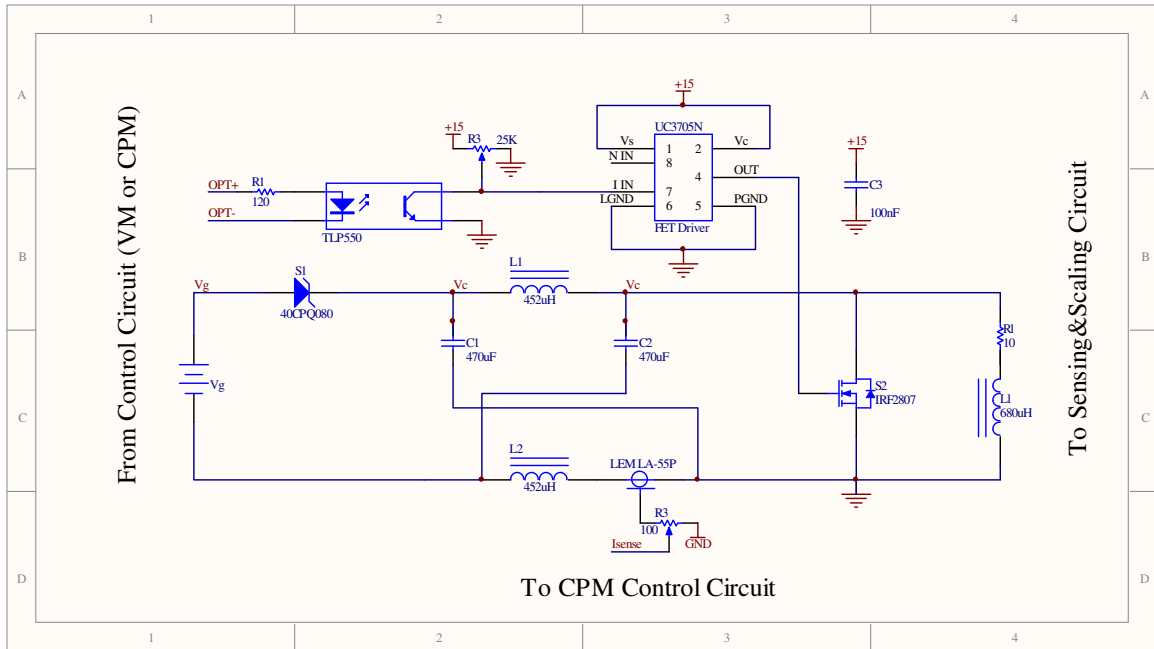 1 2 3 4
A A
+15
UC3705N
+15
R3 25K
Vs 1 2 Vc
N IN 8
4 OUT
+15
C3
100nF
OPT+ R1
120
I IN 7
OPT-
LGND 6 5 PGND
TLP550
FET Driver
B B
From Control Circuit (VM or CPM)
To Sensing&Scaling Circuit
Vg S1 Vc L1 Vc
40CPQ080
452uH
Rl
10
C1
470uF
C2
470uF
Vg
S2
IRF2807
Ll
680uH
C C
L2
452uH
LEM LA-55P
R3
100
Isense
GND
D D
To CPM Control Circuit
1 2 3 4